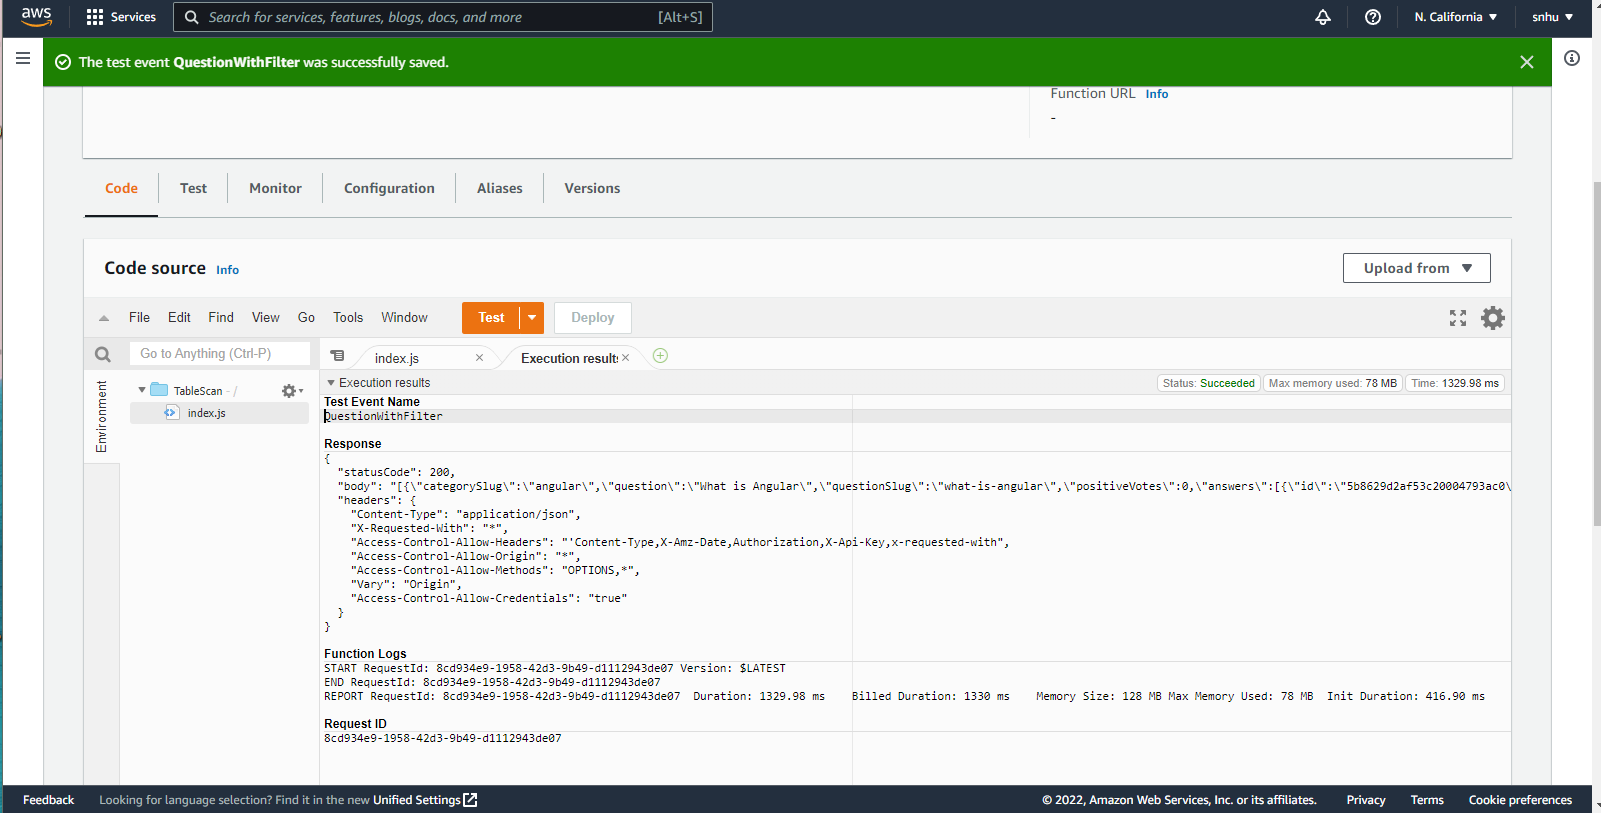 aws Services Search for services, features, blogs, docs, and more [Alt+S] N. California snhu
The test event QuestionWithFilter was successfully saved.
Function URL Info
-
Code Test Monitor Configuration Aliases Versions
Code source Info Upload from
File Edit Find View Go Tools Window Test Deploy
Go to Anything (Ctrl-P) index.js Execution results
Environment
TableScan - /
index.js
Execution results Status: Succeeded Max memory used: 78 MB Time: 1329.98 ms
Test Event Name
QuestionWithFilter
Response
{
"statusCode": 200,
"body": "[{\"categorySlug\":\"angular\",\"question\":\"What is Angular\",\"questionSlug\":\"what-is-angular\",\"positiveVotes\":0,\"answers\":[{\"id\":\"5b8629d2af53c20004793ac0\
"headers": {
"Content-Type": "application/json",
"X-Requested-With": "*",
"Access-Control-Allow-Headers": "'Content-Type,X-Amz-Date,Authorization,X-Api-Key,x-requested-with",
"Access-Control-Allow-Origin": "*",
"Access-Control-Allow-Methods": "OPTIONS,*",
"Vary": "Origin",
"Access-Control-Allow-Credentials": "true"
}
}
Function Logs
START RequestId: 8cd934e9-1958-42d3-9b49-d1112943de07 Version: $LATEST
END RequestId: 8cd934e9-1958-42d3-9b49-d1112943de07
REPORT RequestId: 8cd934e9-1958-42d3-9b49-d1112943de07 Duration: 1329.98 ms Billed Duration: 1330 ms Memory Size: 128 MB Max Memory Used: 78 MB Init Duration: 416.90 ms
Request ID
8cd934e9-1958-42d3-9b49-d1112943de07
Feedback Looking for language selection? Find it in the new Unified Settings © 2022, Amazon Web Services, Inc. or its affiliates. Privacy Terms Cookie preferences